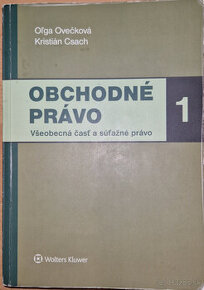 Oľga Ovečková
Kristián Csach
OBCHODNÉ
PRÁVO
1
Všeobecná časť a súťažné právo
Wolters Kluwer